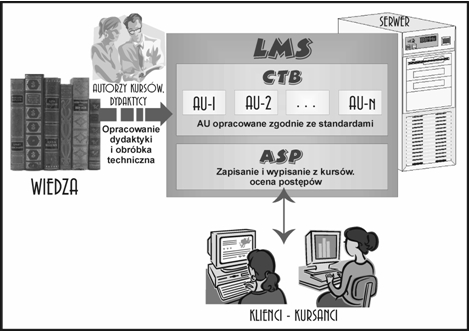 SERWER
LMS
CTB
AU-1 AU-2 . . . AU-n
AU opracowane zgodnie ze standardami
AUTORZY KURSÓW,
DYDAKTYCY
Opracowanie
dydaktyki
i obróbka
techniczna
WIEDZA
ASP
Zapisanie i wypisanie z kursów.
ocena postępów
KLIENCI - KURSANCI